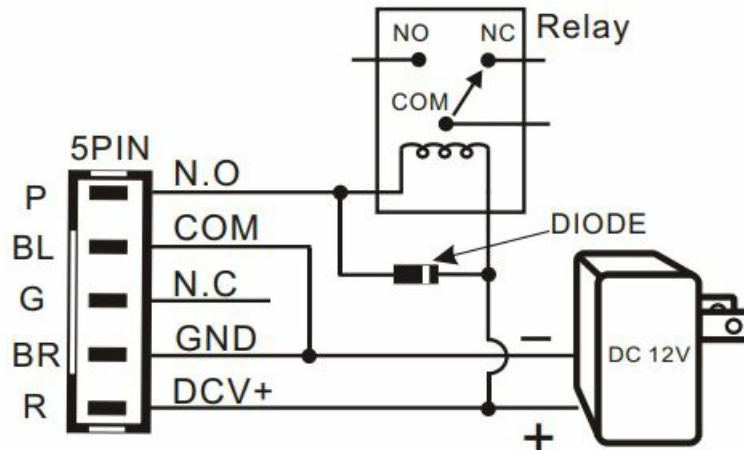 Relay
NO NC
COM
5PIN
P N.O
DIODE
BL COM
G N.C
BR GND −
DC 12V
R DCV+
+